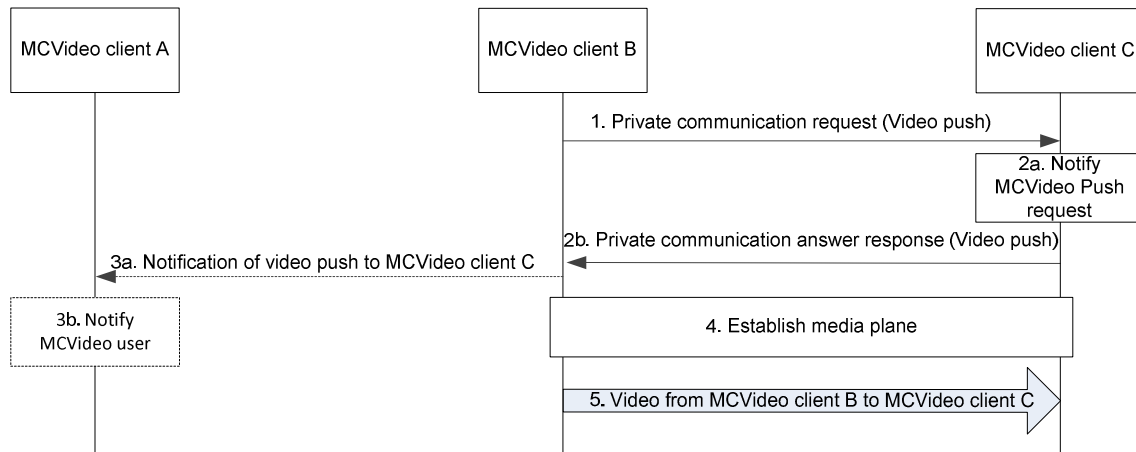 MCVideo client A
MCVideo client B
MCVideo client C
1. Private communication request (Video push)
2a. Notify
MCVideo Push
request
2b. Private communication answer response (Video push)
3a. Notification of video push to MCVideo client C
3b. Notify
MCVideo user
4. Establish media plane
5. Video from MCVideo client B to MCVideo client C